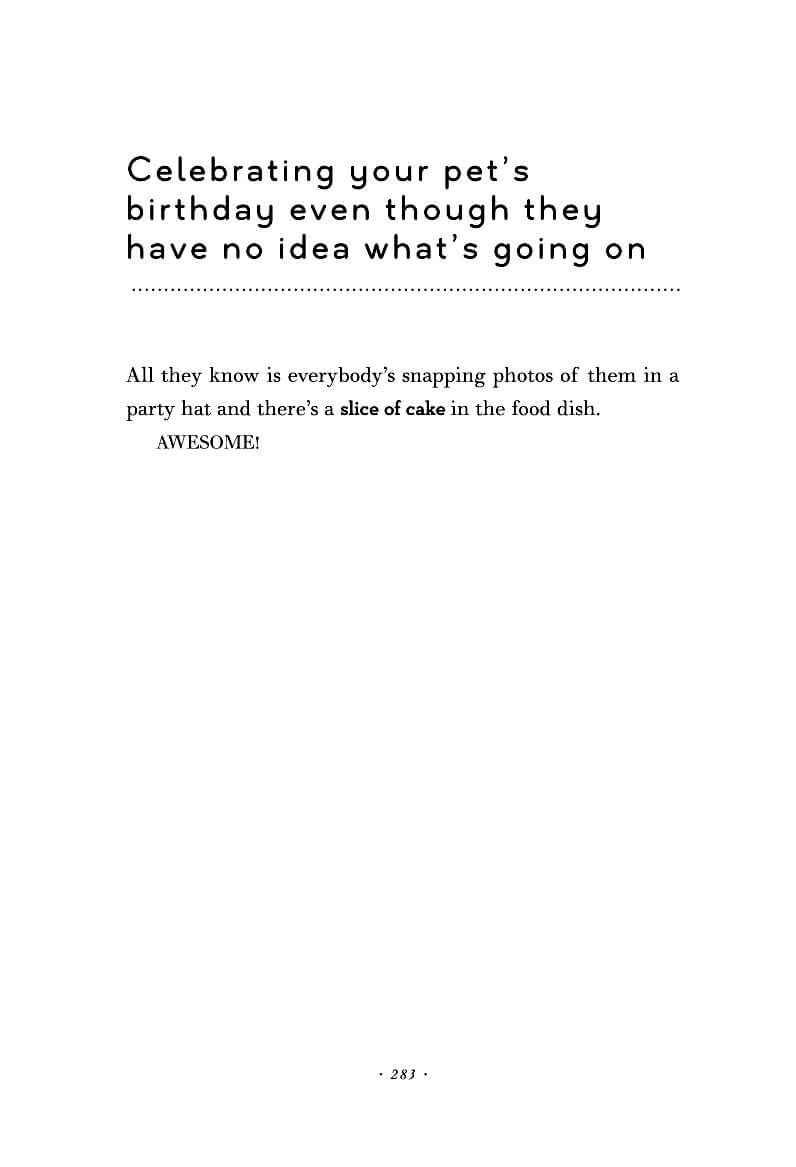 Celebrating your pet’s
birthday even though they
have no idea what’s going on
All they know is everybody’s snapping photos of them in a
party hat and there’s a slice of cake in the food dish.
AWESOME!
· 283 ·